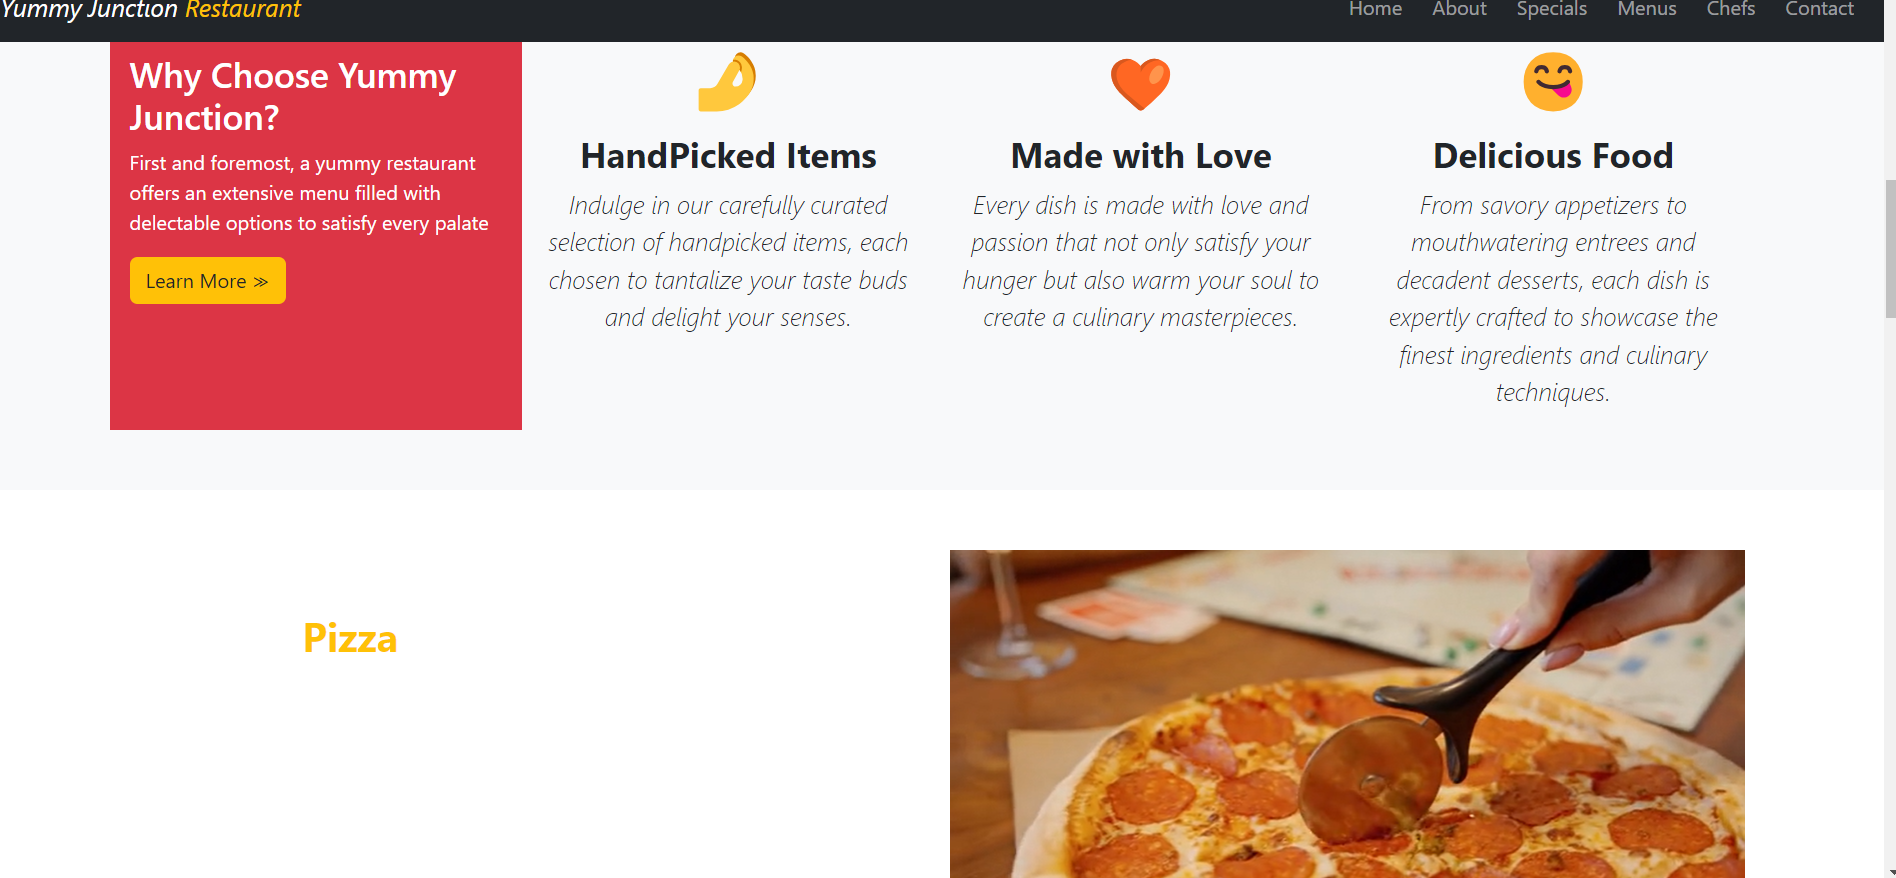 Yummy Junction Restaurant
Home About Specials Menus Chefs Contact
Why Choose Yummy
Junction?
First and foremost, a yummy restaurant
offers an extensive menu filled with
delectable options to satisfy every palate
Learn More ≫
HandPicked Items
Indulge in our carefully curated
selection of handpicked items, each
chosen to tantalize your taste buds
and delight your senses.
Made with Love
Every dish is made with love and
passion that not only satisfy your
hunger but also warm your soul to
create a culinary masterpieces.
Delicious Food
From savory appetizers to
mouthwatering entrees and
decadent desserts, each dish is
expertly crafted to showcase the
finest ingredients and culinary
techniques.
Pizza